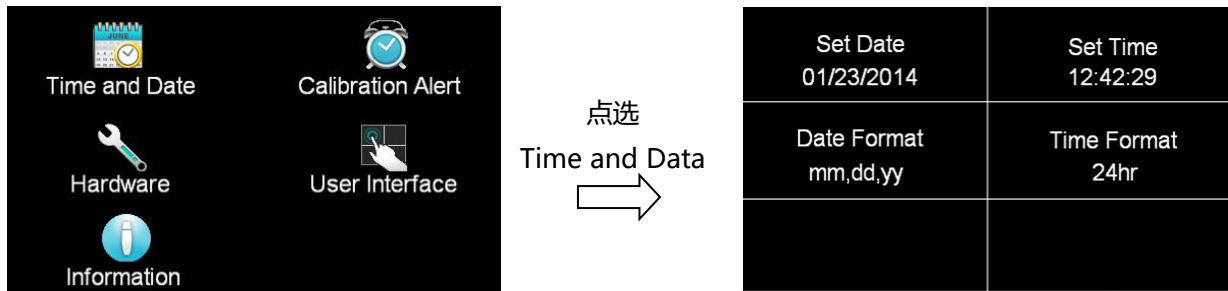 JUNE
Time and Date
Calibration Alert
Hardware
User Interface
Information
点选
Time and Data
Set Date
01/23/2014
Set Time
12:42:29
Date Format
mm,dd,yy
Time Format
24hr